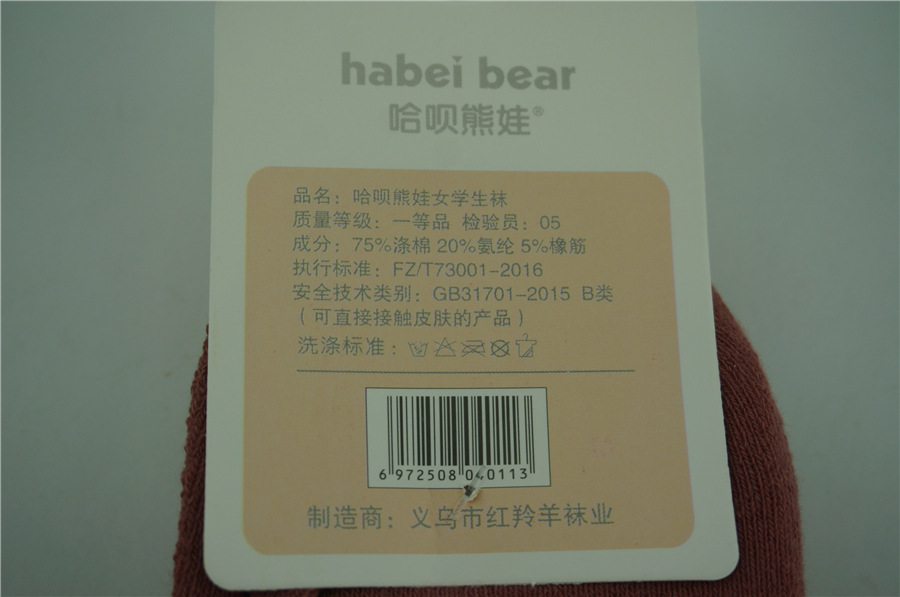 habei bear
哈呗熊娃®
品名：哈呗熊娃女学生袜
质量等级：一等品 检验员：05
成分：75%涤棉 20%氨纶 5%橡筋
执行标准：FZ/T73001-2016
安全技术类别：GB31701-2015 B类
（可直接接触皮肤的产品）
洗涤标准：
6 972508 040113
制造商：义乌市红羚羊袜业